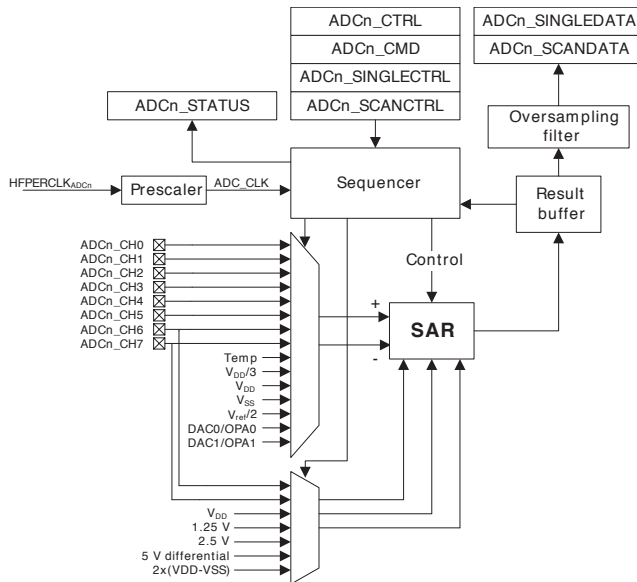 ADCn_CTRL
ADCn_CMD
ADCn_SINGLECTRL
ADCn_SCANCTRL
ADCn_SINGLEDATA
ADCn_SCANDATA
ADCn_STATUS
Oversampling
filter
HFPERCLKADCn
Prescaler
ADC_CLK
Sequencer
Result
buffer
ADCn_CH0
ADCn_CH1
ADCn_CH2
ADCn_CH3
ADCn_CH4
ADCn_CH5
ADCn_CH6
ADCn_CH7
Temp
VDD/3
VDD
VSS
Vref/2
DAC0/OPA0
DAC1/OPA1
Control
+
-
SAR
VDD
1.25 V
2.5 V
5 V differential
2x(VDD-VSS)